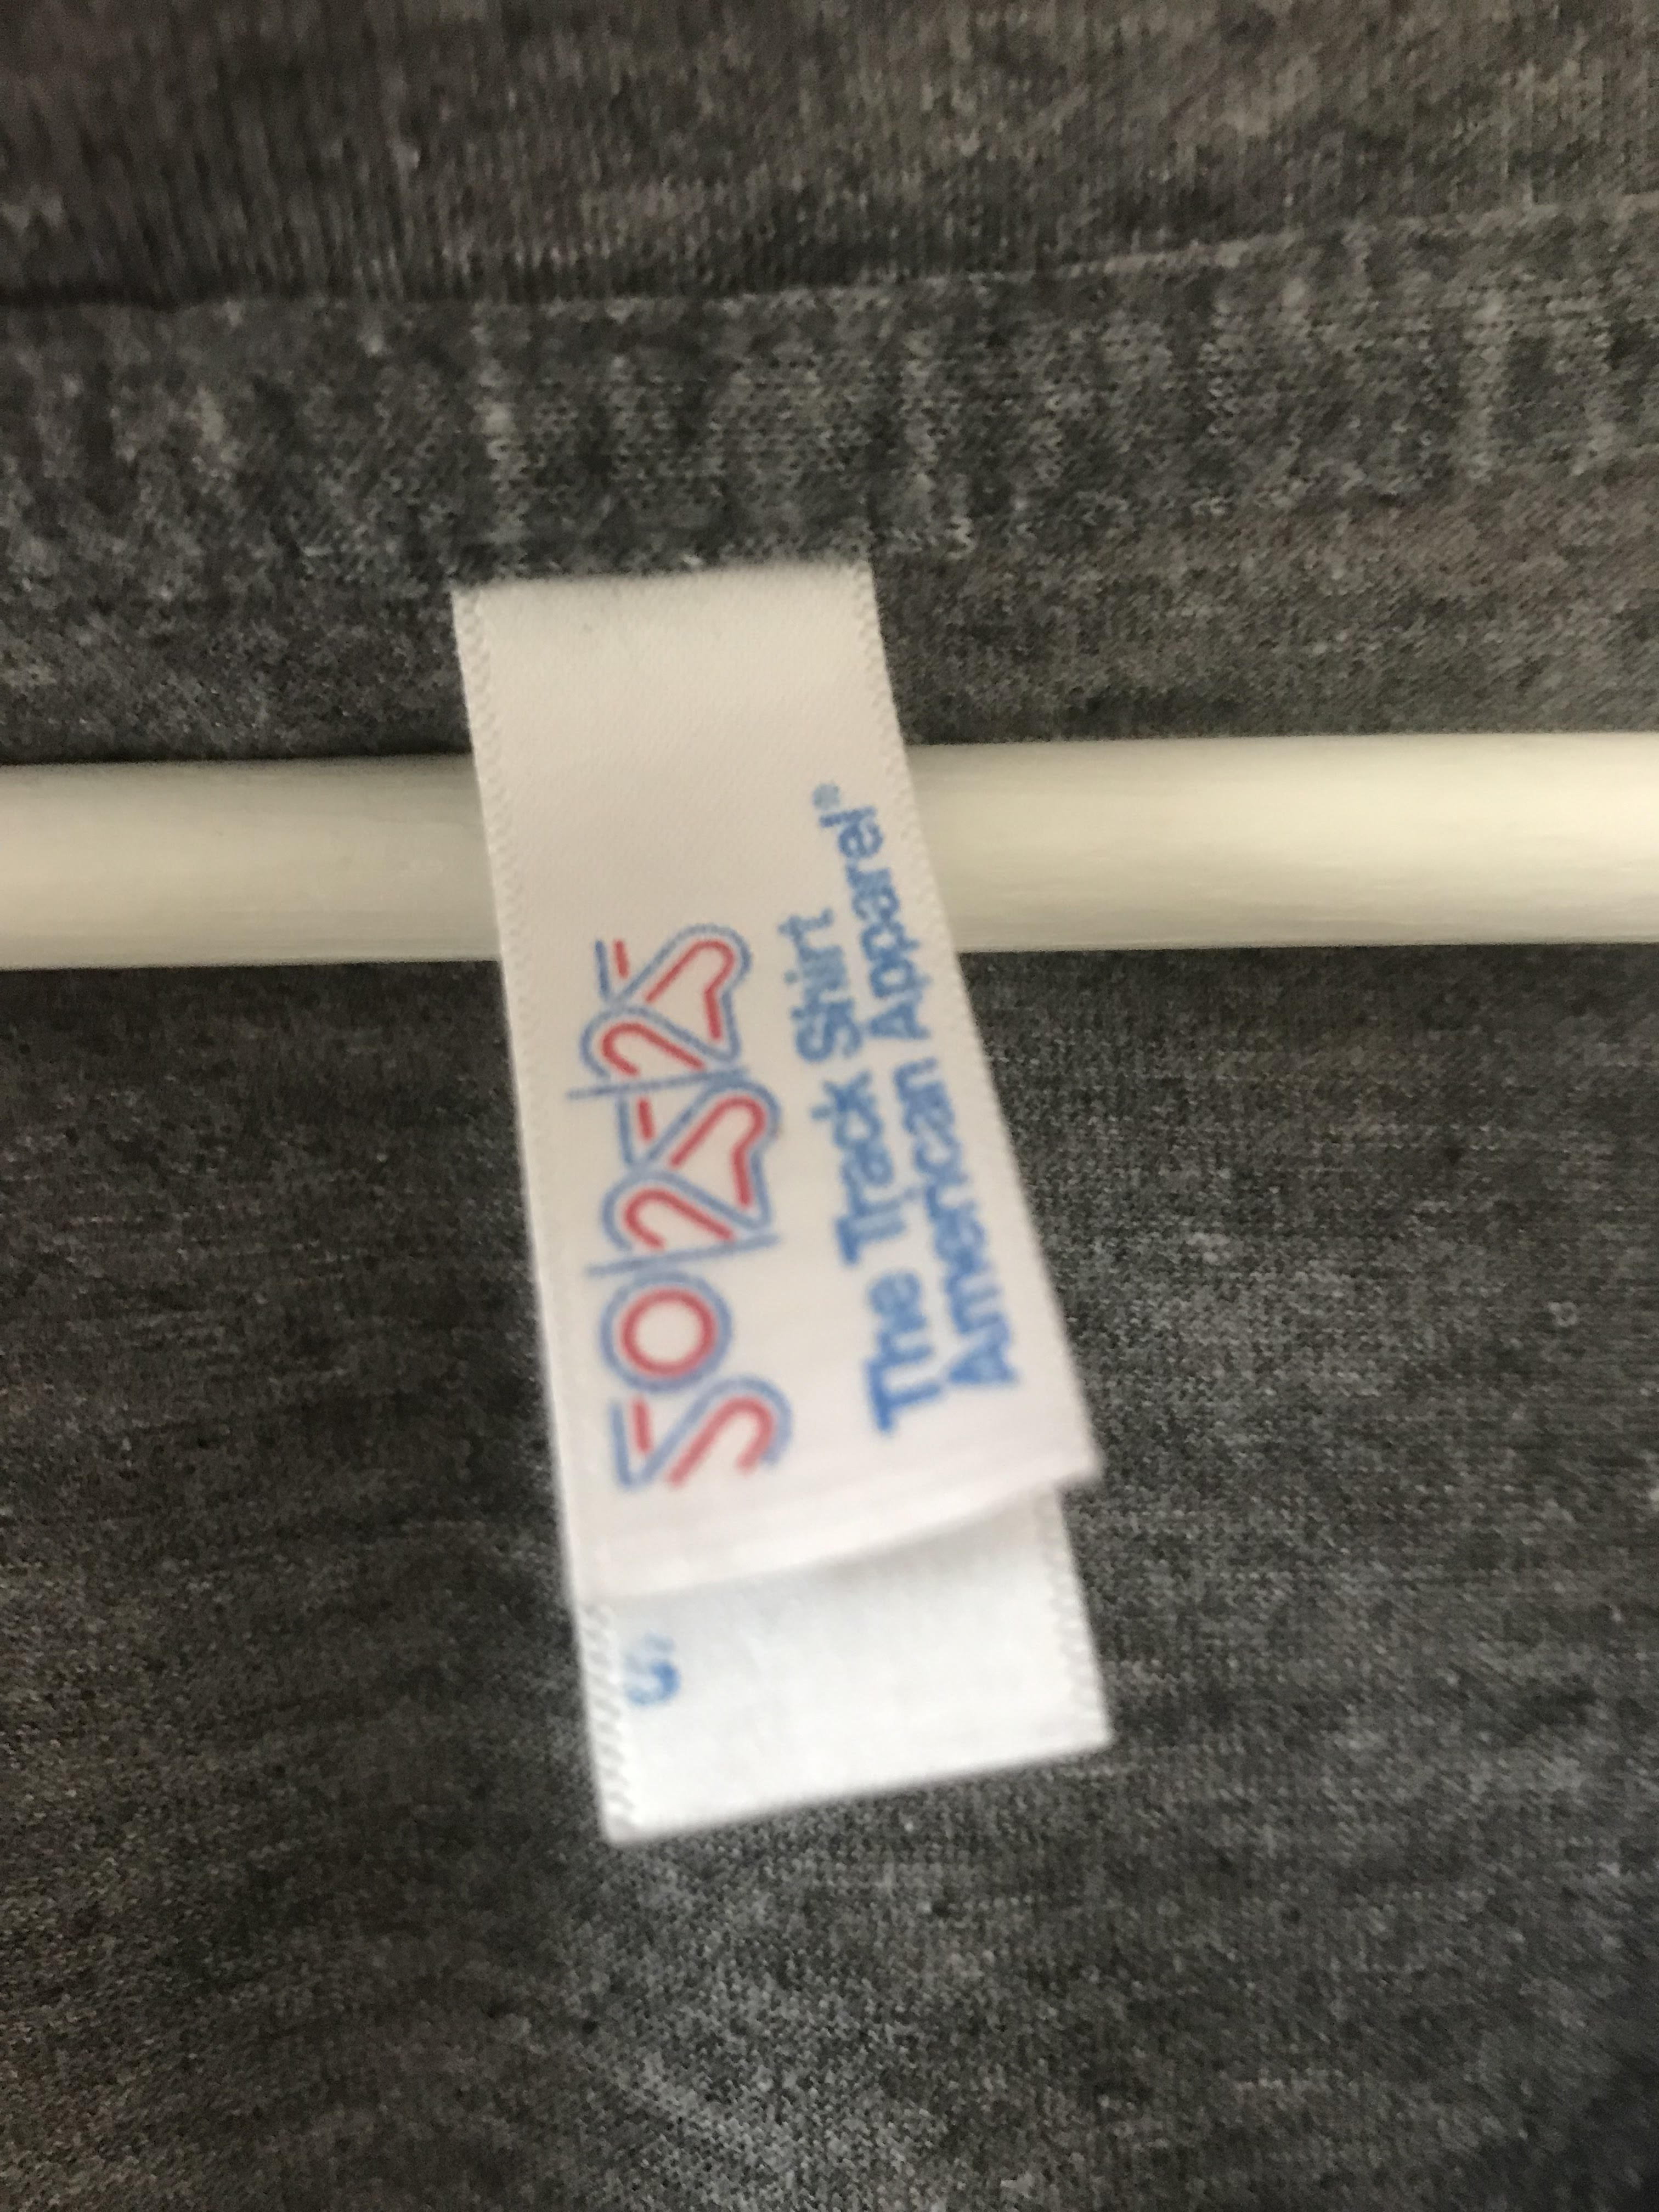 50/25/25
The Track Shirt
American Apparel®
S